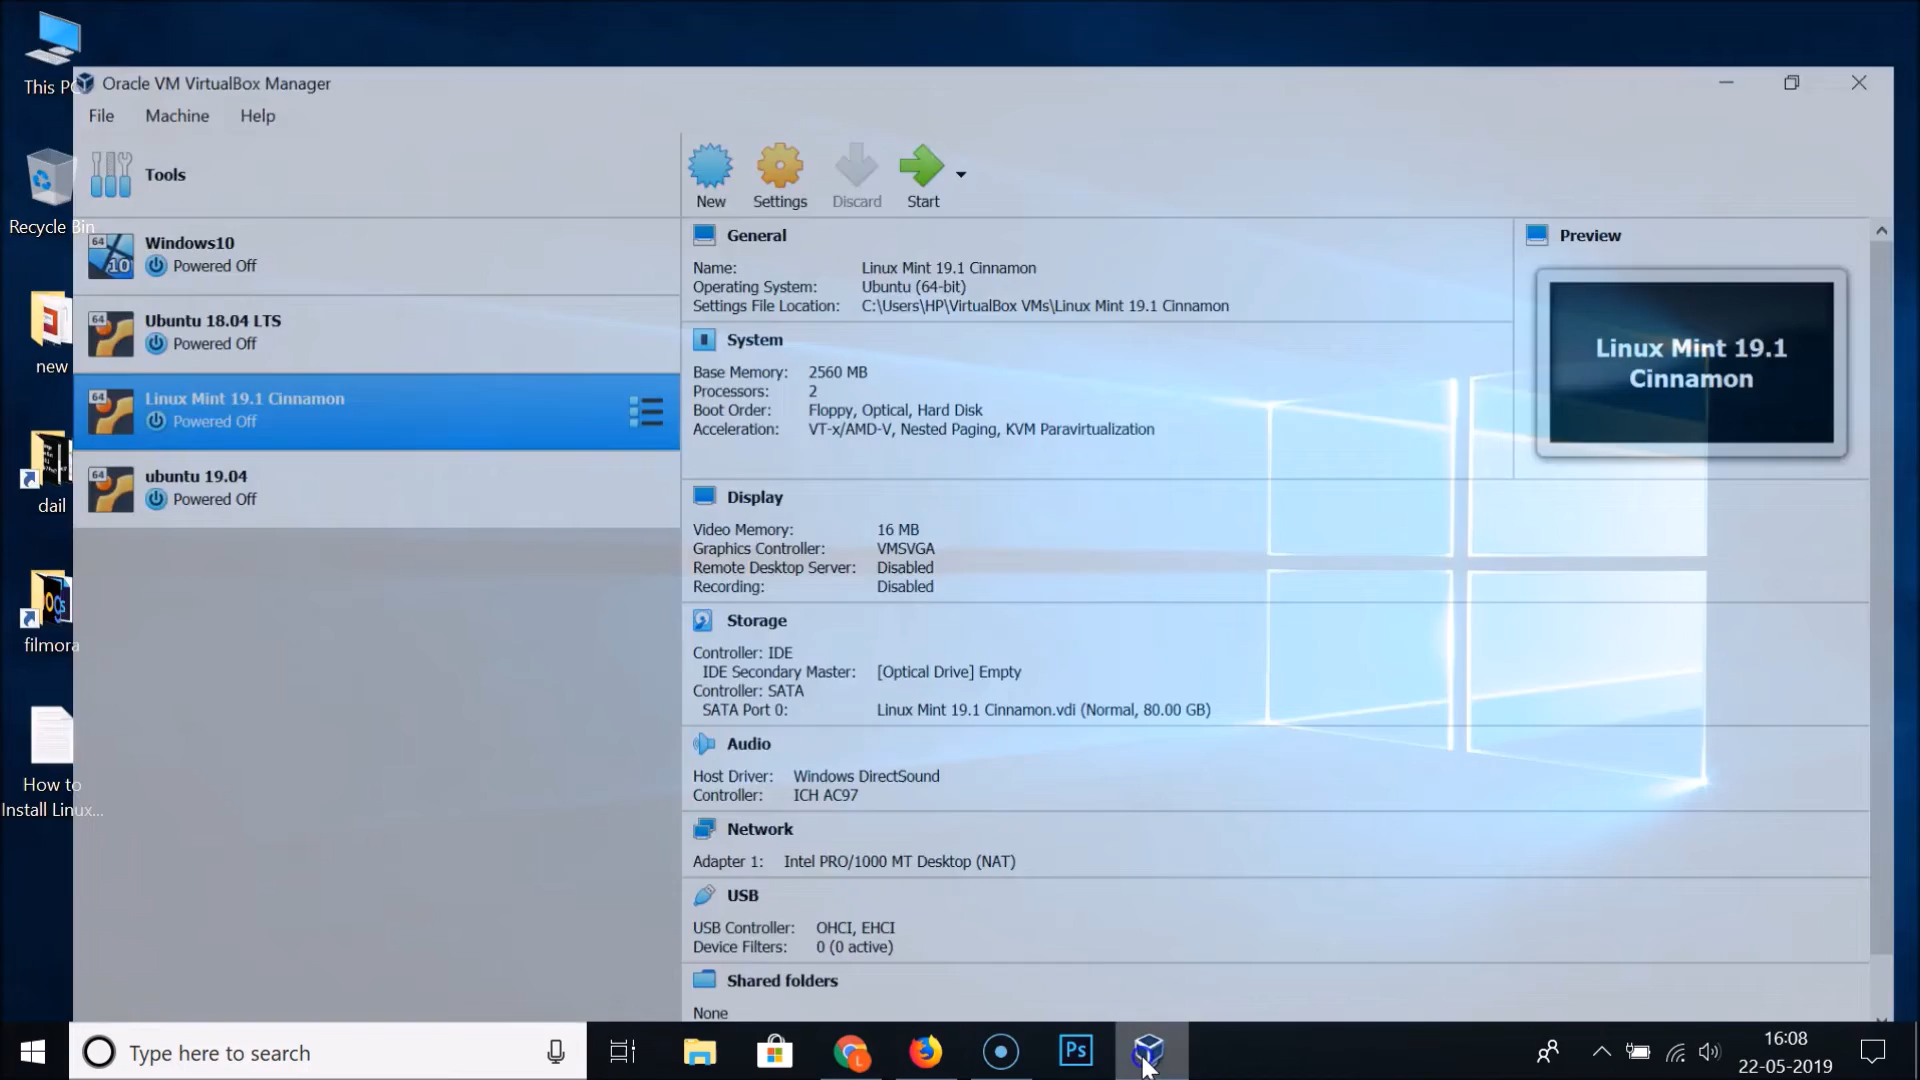 This PC
Oracle VM VirtualBox Manager
File Machine Help
Tools
New Settings Discard Start
Recycle Bin
64 10
Windows10
Powered Off
64
Ubuntu 18.04 LTS
Powered Off
64
Linux Mint 19.1 Cinnamon
Powered Off
64
ubuntu 19.04
Powered Off
new
dail
filmora
How to
Install Linux...
General
Name: Linux Mint 19.1 Cinnamon
Operating System: Ubuntu (64-bit)
Settings File Location: C:\Users\HP\VirtualBox VMs\Linux Mint 19.1 Cinnamon
Preview
Linux Mint 19.1
Cinnamon
System
Base Memory: 2560 MB
Processors: 2
Boot Order: Floppy, Optical, Hard Disk
Acceleration: VT-x/AMD-V, Nested Paging, KVM Paravirtualization
Display
Video Memory: 16 MB
Graphics Controller: VMSVGA
Remote Desktop Server: Disabled
Recording: Disabled
Storage
Controller: IDE
IDE Secondary Master: [Optical Drive] Empty
Controller: SATA
SATA Port 0: Linux Mint 19.1 Cinnamon.vdi (Normal, 80.00 GB)
Audio
Host Driver: Windows DirectSound
Controller: ICH AC97
Network
Adapter 1: Intel PRO/1000 MT Desktop (NAT)
USB
USB Controller: OHCI, EHCI
Device Filters: 0 (0 active)
Shared folders
None
Type here to search
L
Ps
16:08
22-05-2019